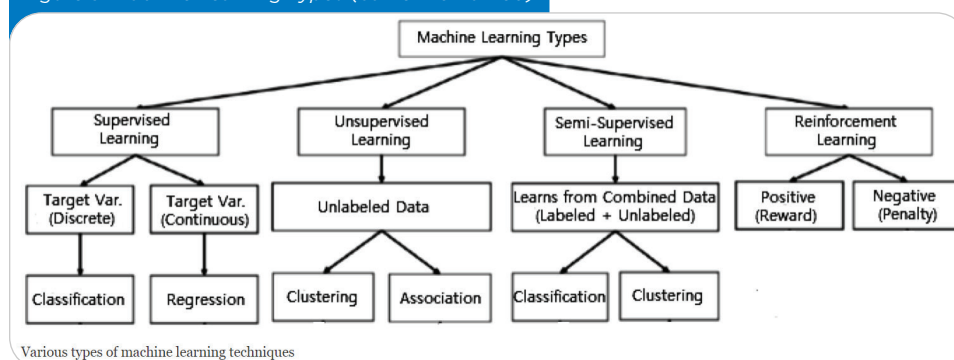 Machine Learning Types
Supervised
Learning
Unsupervised
Learning
Semi-Supervised
Learning
Reinforcement
Learning
Target Var.
(Discrete)
Target Var.
(Continuous)
Unlabeled Data
Learns from Combined Data
(Labeled + Unlabeled)
Positive
(Reward)
Negative
(Penalty)
Classification
Regression
Clustering
Association
Classification
Clustering
Various types of machine learning techniques